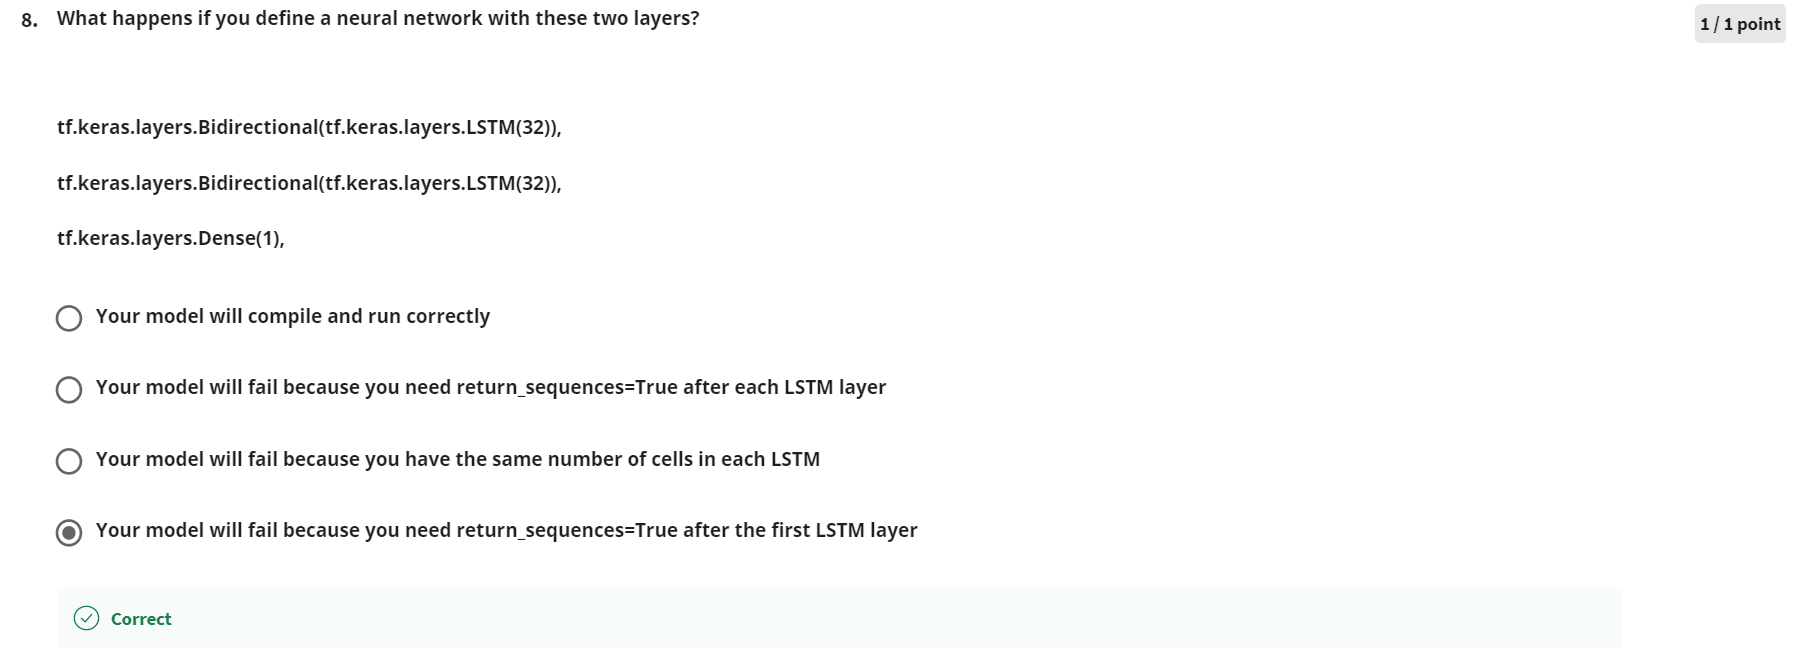 8. What happens if you define a neural network with these two layers?
1 / 1 point
tf.keras.layers.Bidirectional(tf.keras.layers.LSTM(32)),
tf.keras.layers.Bidirectional(tf.keras.layers.LSTM(32)),
tf.keras.layers.Dense(1),
Your model will compile and run correctly
Your model will fail because you need return_sequences=True after each LSTM layer
Your model will fail because you have the same number of cells in each LSTM
Your model will fail because you need return_sequences=True after the first LSTM layer
Correct